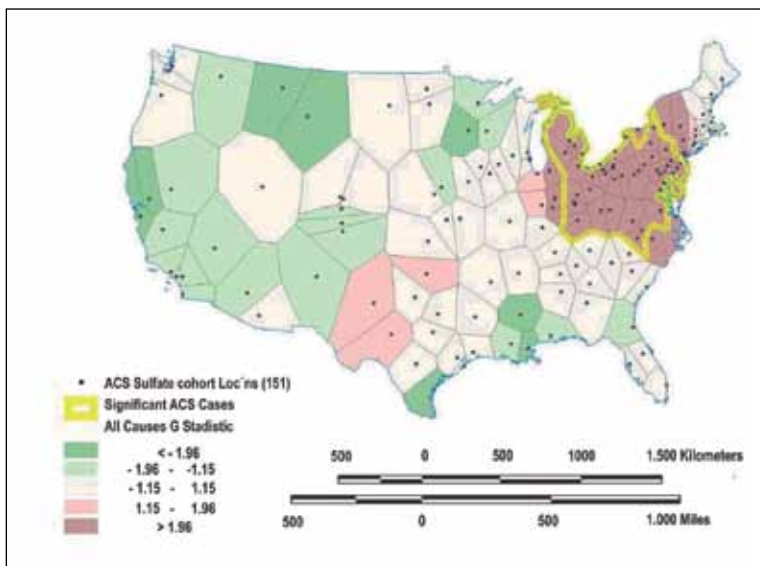 ACS Sulfate cohort Loc´ns (151)
Significant ACS Cases
All Causes G Stadistic
< - 1.96
- 1.96 - -1.15
- 1.15 - 1.15
1.15 - 1.96
> 1.96
500 0 500 1000 1.500 Kilometers
500 0 500 1.000 Miles